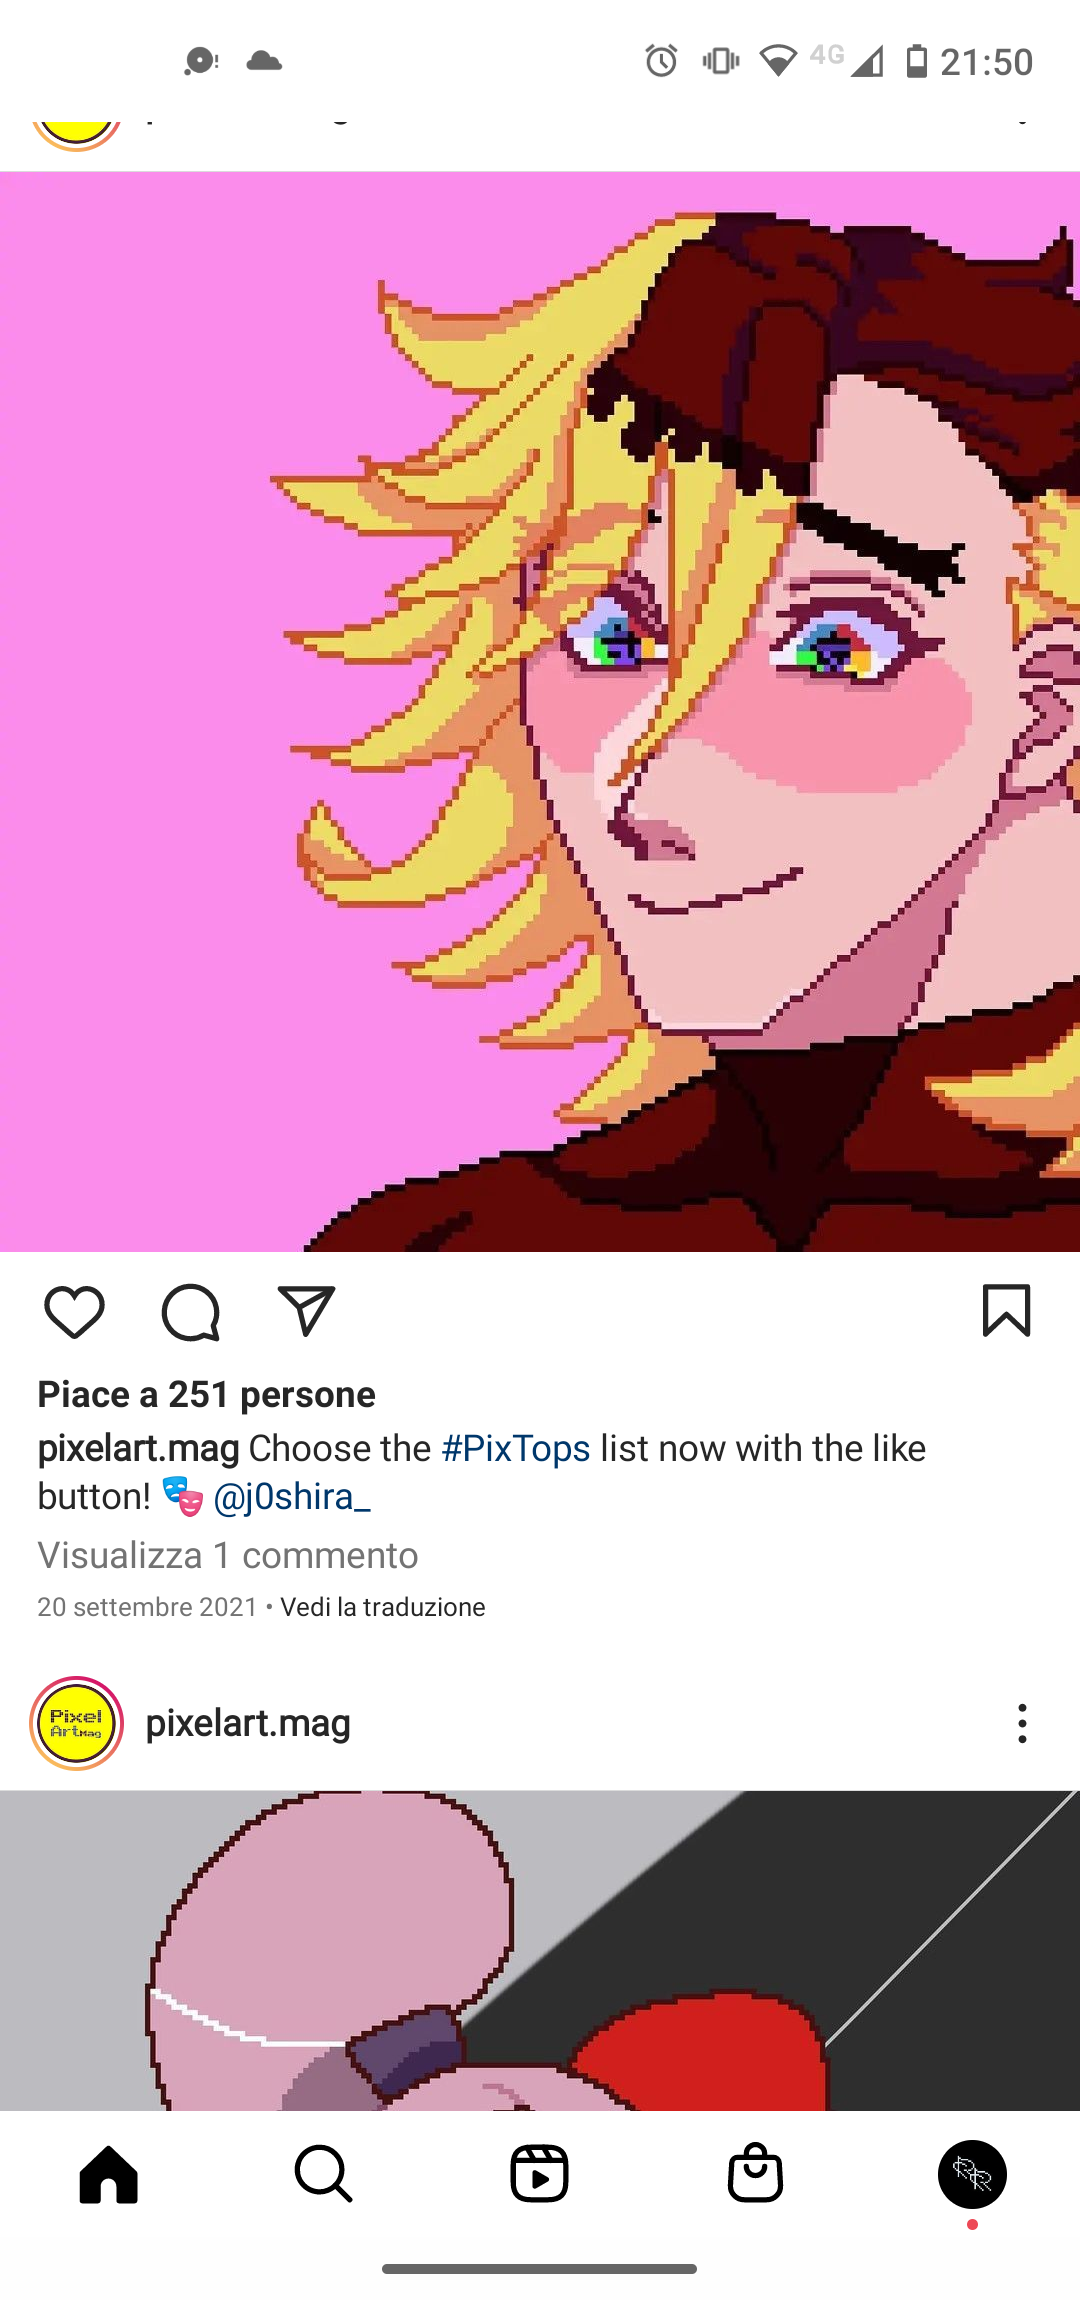 4G 21:50
Piace a 251 persone
pixelart.mag Choose the #PixTops list now with the like
button! 🎭 @j0shira_
Visualizza 1 commento
20 settembre 2021 • Vedi la traduzione
Pixel
ArtMag
pixelart.mag